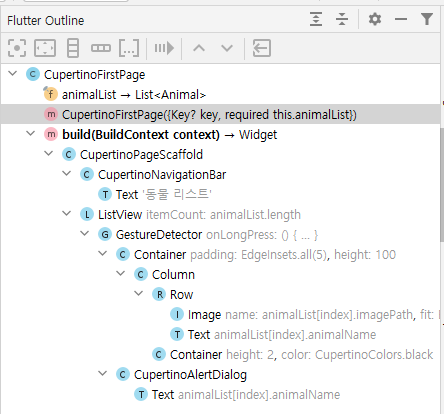 Flutter Outline
CupertinoFirstPage
f animalList → List<Animal>
m CupertinoFirstPage({Key? key, required this.animalList})
m build(BuildContext context) → Widget
C CupertinoPageScaffold
C CupertinoNavigationBar
T Text '동물 리스트'
L ListView itemCount: animalList.length
G GestureDetector onLongPress: () { ... }
C Container padding: EdgeInsets.all(5), height: 100
C Column
R Row
I Image name: animalList[index].imagePath, fit:
T Text animalList[index].animalName
C Container height: 2, color: CupertinoColors.black
C CupertinoAlertDialog
T Text animalList[index].animalName